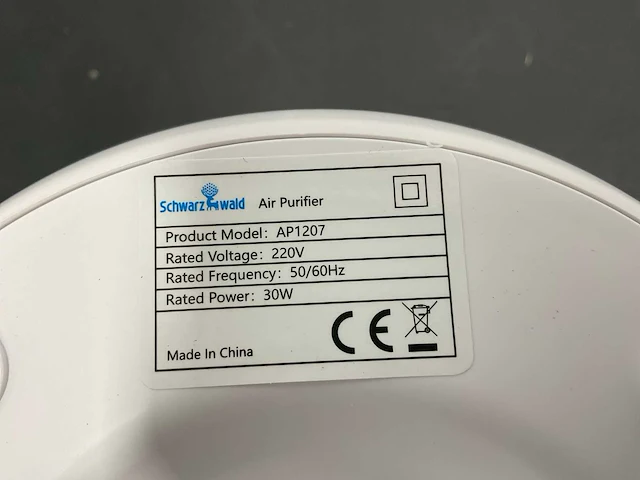 Schwarzwald Air Purifier
Product Model: AP1207
Rated Voltage: 220V
Rated Frequency: 50/60Hz
Rated Power: 30W
CE
Made In China